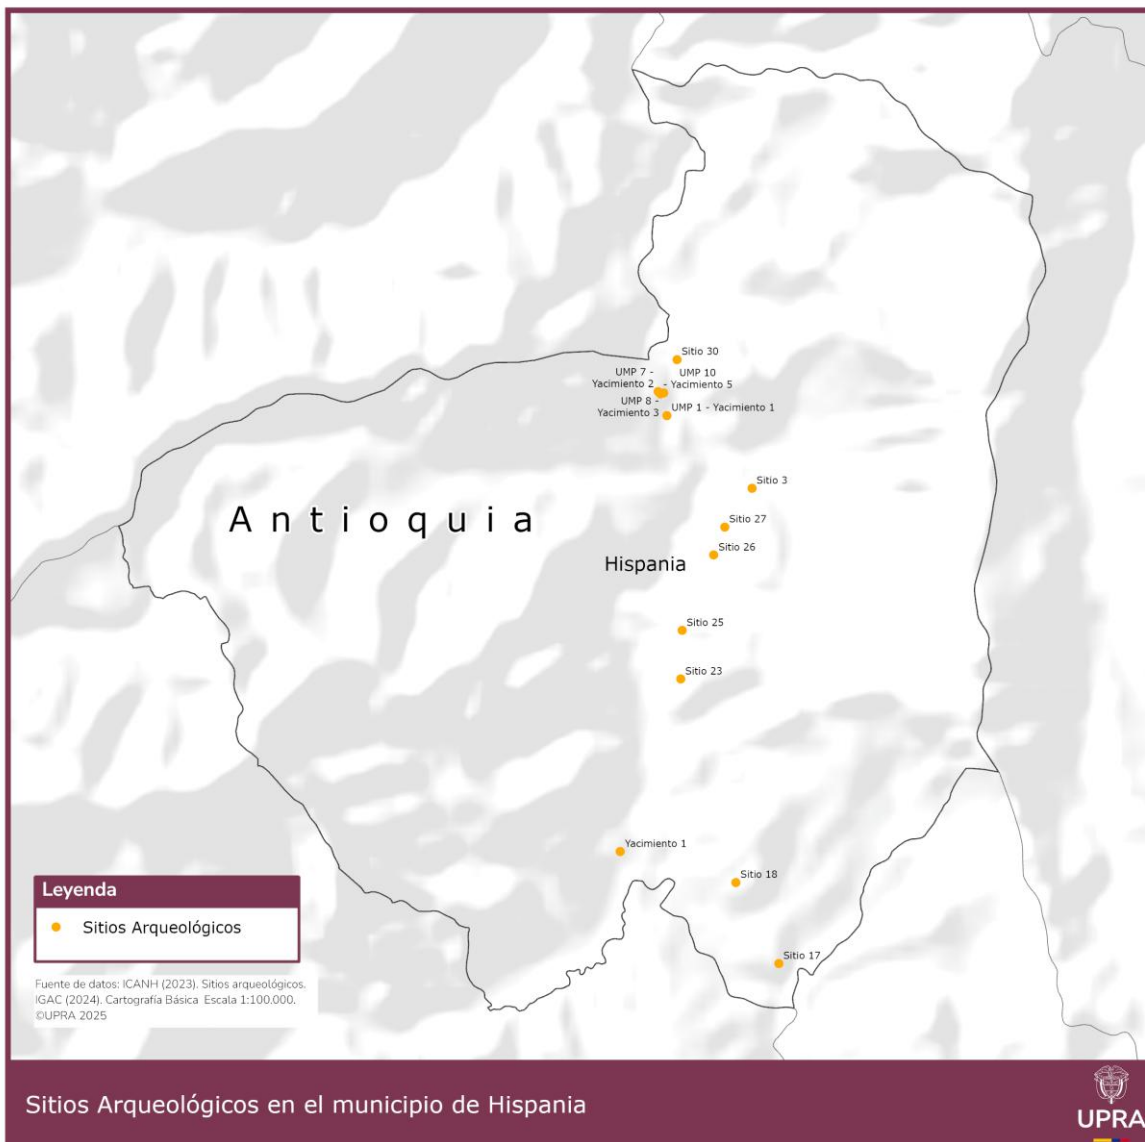 Sitio 30
UMP 7 -
Yacimiento 2
UMP 10
- Yacimiento 5
UMP 8 -
Yacimiento 3
UMP 1 - Yacimiento 1
Sitio 3
Antioquia
Sitio 27
Sitio 26
Hispania
Sitio 25
Sitio 23
Yacimiento 1
Sitio 18
Sitio 17
Leyenda
Sitios Arqueológicos
Fuente de datos: ICANH (2023). Sitios arqueológicos.
IGAC (2024). Cartografía Básica Escala 1:100.000.
©UPRA 2025
Sitios Arqueológicos en el municipio de Hispania
UPRA